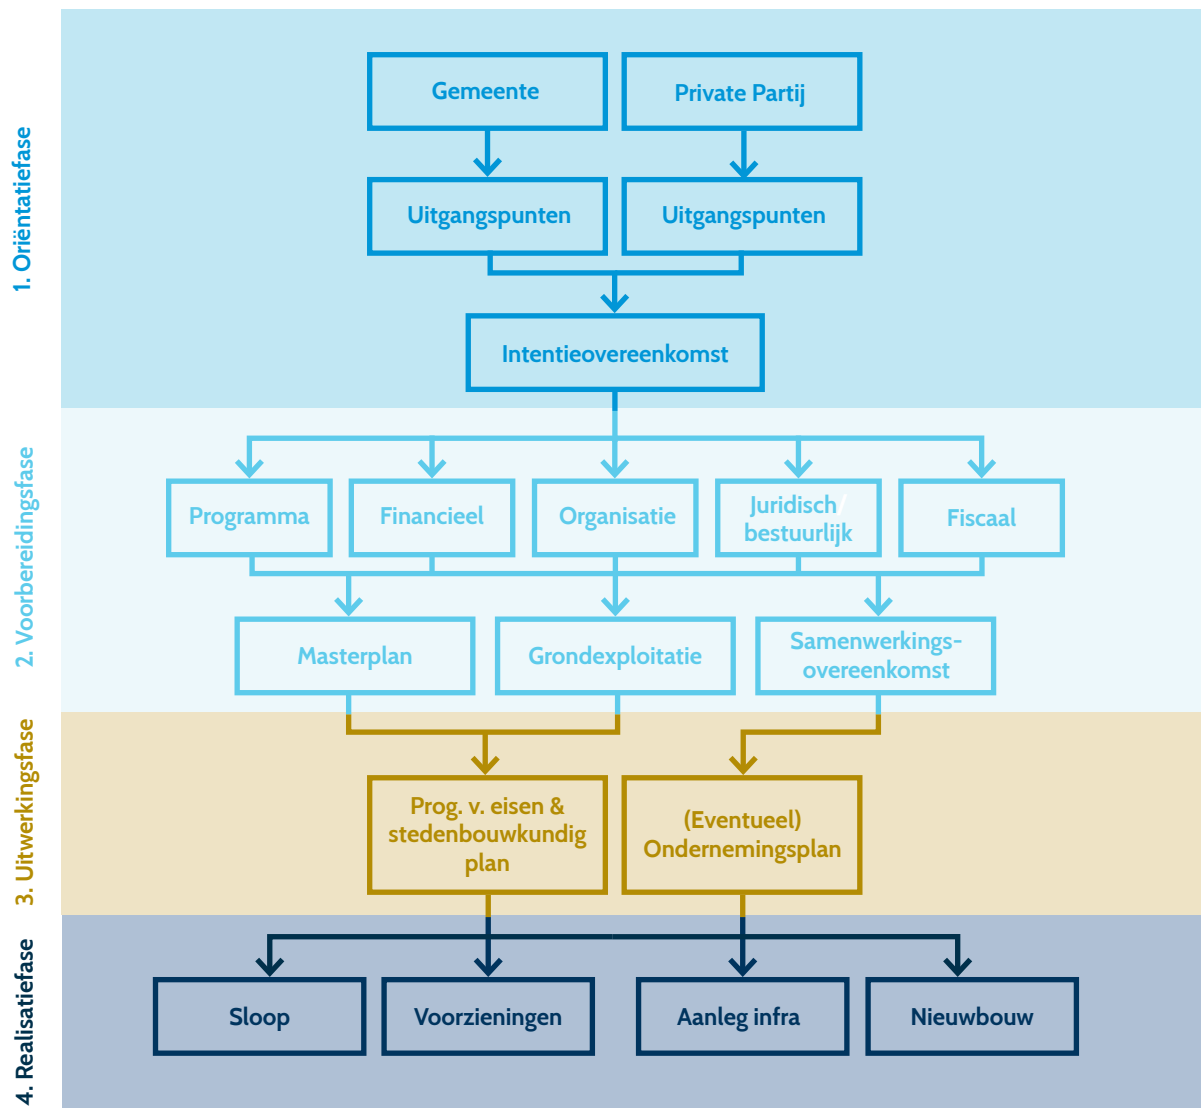 1. Oriëntatiefase
Gemeente
Private Partij
Uitgangspunten
Uitgangspunten
Intentieovereenkomst
2. Voorbereidingsfase
Programma
Financieel
Organisatie
Juridisch/
bestuurlijk
Fiscaal
Masterplan
Grondexploitatie
Samenwerkings-
overeenkomst
3. Uitwerkingsfase
Prog. v. eisen &
stedenbouwkundig
plan
(Eventueel)
Ondernemingsplan
4. Realisatiefase
Sloop
Voorzieningen
Aanleg infra
Nieuwbouw